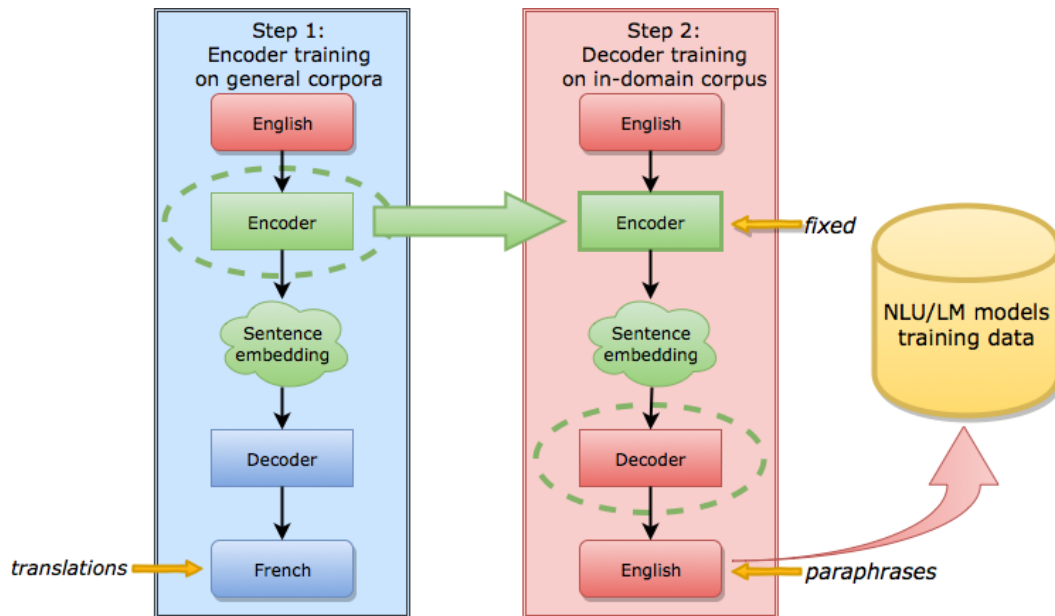 Step 1:
Encoder training
on general corpora
English
Encoder
Sentence
embedding
Decoder
French
translations
Step 2:
Decoder training
on in-domain corpus
English
Encoder
fixed
Sentence
embedding
Decoder
English
paraphrases
NLU/LM models
training data